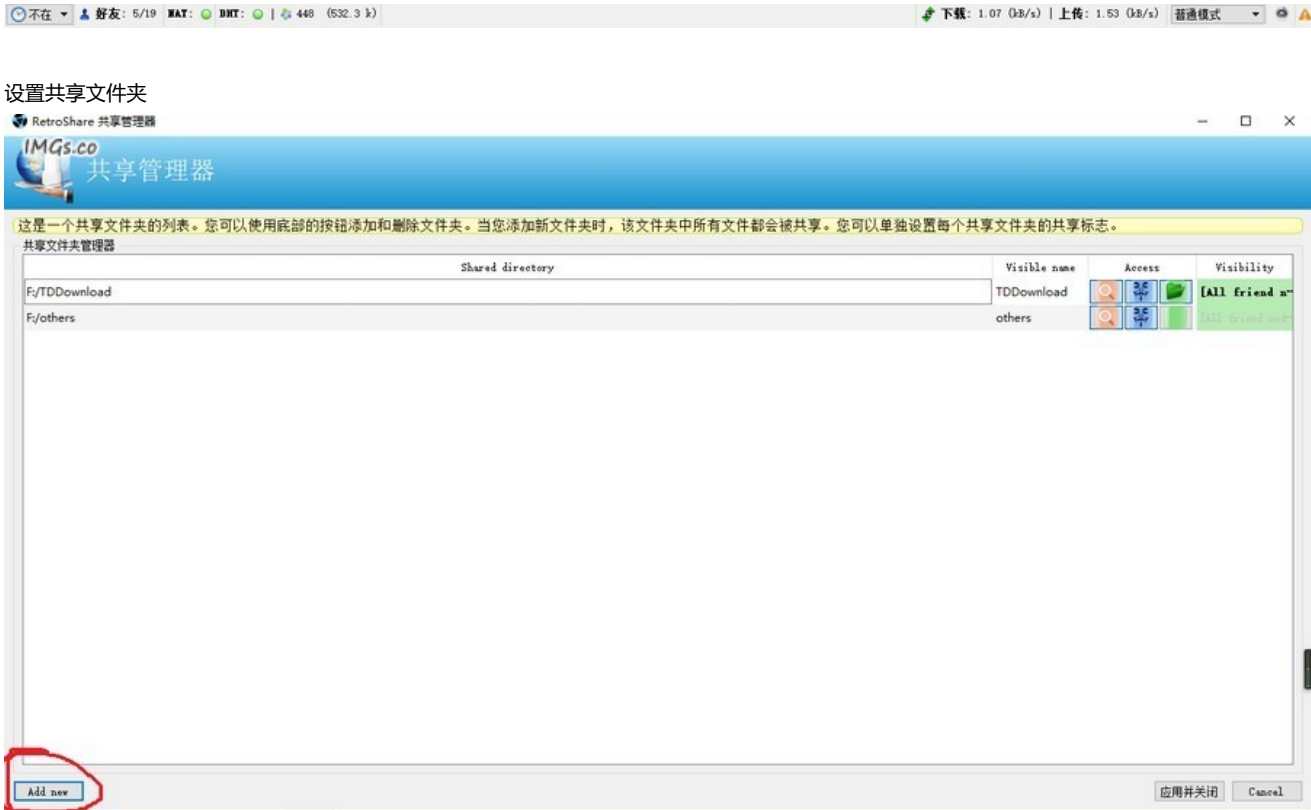 不在 好友: 5/19 NAT: DHT: | 448 (532.3 k) 下载: 1.07 (kB/s) | 上传: 1.53 (kB/s) 普通模式
设置共享文件夹
RetroShare 共享管理器
IMGs.co
共享管理器
这是一个共享文件夹的列表。您可以使用底部的按钮添加和删除文件夹。当您添加新文件夹时，该文件夹中所有文件都会被共享。您可以单独设置每个共享文件夹的共享标志。
共享文件夹管理器
Shared directory Visible name Access Visibility
F:/TDDownload TDDownload [All friend n
F:/others others [All friend nod
Add new 应用并关闭 Cancel